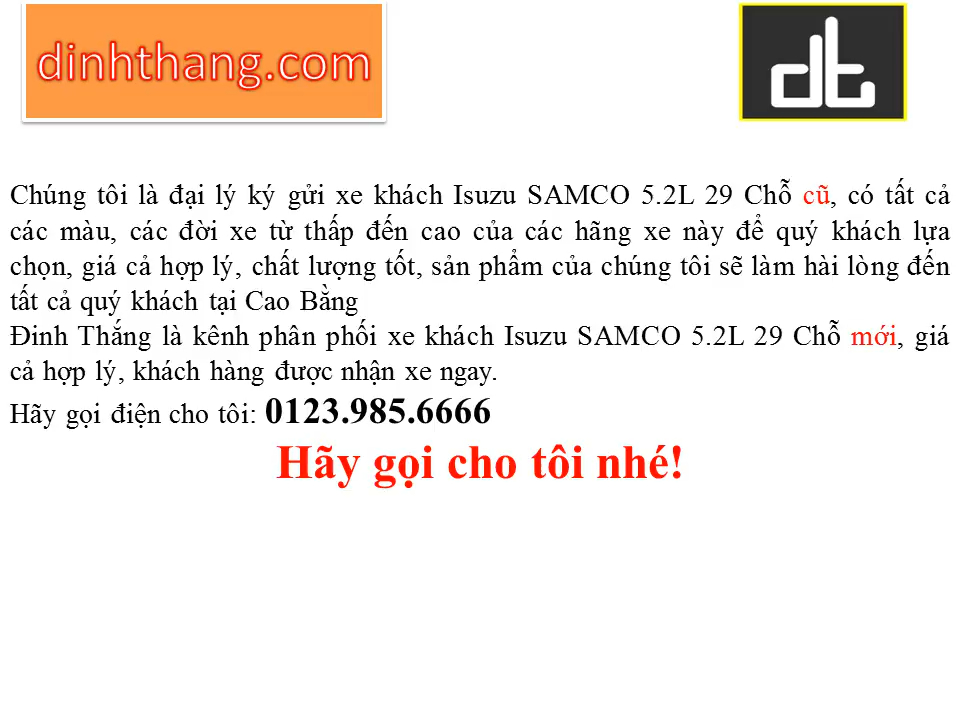 dinhthang.com
dt
Chúng tôi là đại lý ký gửi xe khách Isuzu SAMCO 5.2L 29 Chỗ cũ, có tất cả
các màu, các đời xe từ thấp đến cao của các hãng xe này để quý khách lựa
chọn, giá cả hợp lý, chất lượng tốt, sản phẩm của chúng tôi sẽ làm hài lòng đến
tất cả quý khách tại Cao Bằng
Đinh Thắng là kênh phân phối xe khách Isuzu SAMCO 5.2L 29 Chỗ mới, giá
cả hợp lý, khách hàng được nhận xe ngay.
Hãy gọi điện cho tôi: 0123.985.6666
Hãy gọi cho tôi nhé!